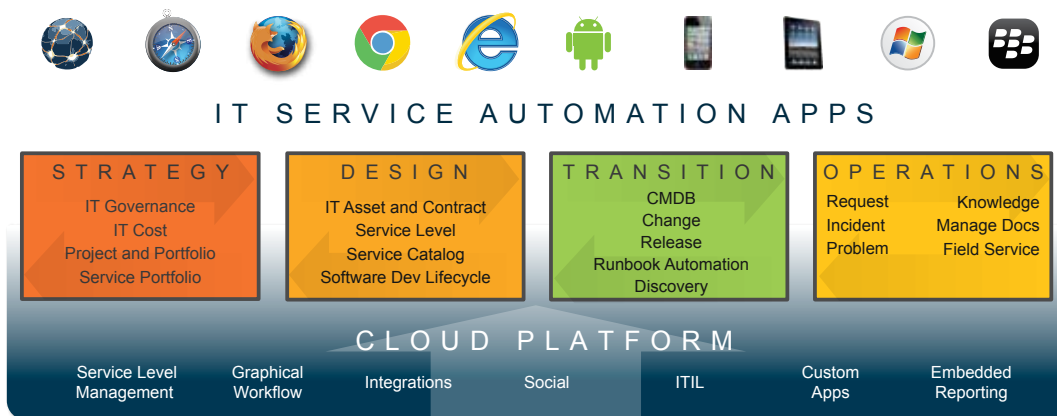 IT SERVICE AUTOMATION APPS
STRATEGY
IT Governance
IT Cost
Project and Portfolio
Service Portfolio
DESIGN
IT Asset and Contract
Service Level
Service Catalog
Software Dev Lifecycle
TRANSITION
CMDB
Change
Release
Runbook Automation
Discovery
OPERATIONS
Request
Incident
Problem
Knowledge
Manage Docs
Field Service
CLOUD PLATFORM
Service Level
Management
Graphical
Workflow
Integrations
Social
ITIL
Custom
Apps
Embedded
Reporting